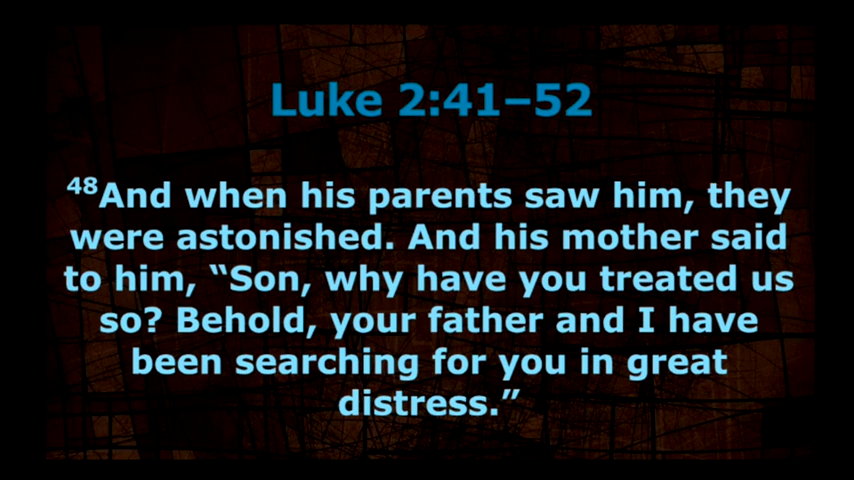 Luke 2:41–52
48And when his parents saw him, they
were astonished. And his mother said
to him, “Son, why have you treated us
so? Behold, your father and I have
been searching for you in great
distress.”